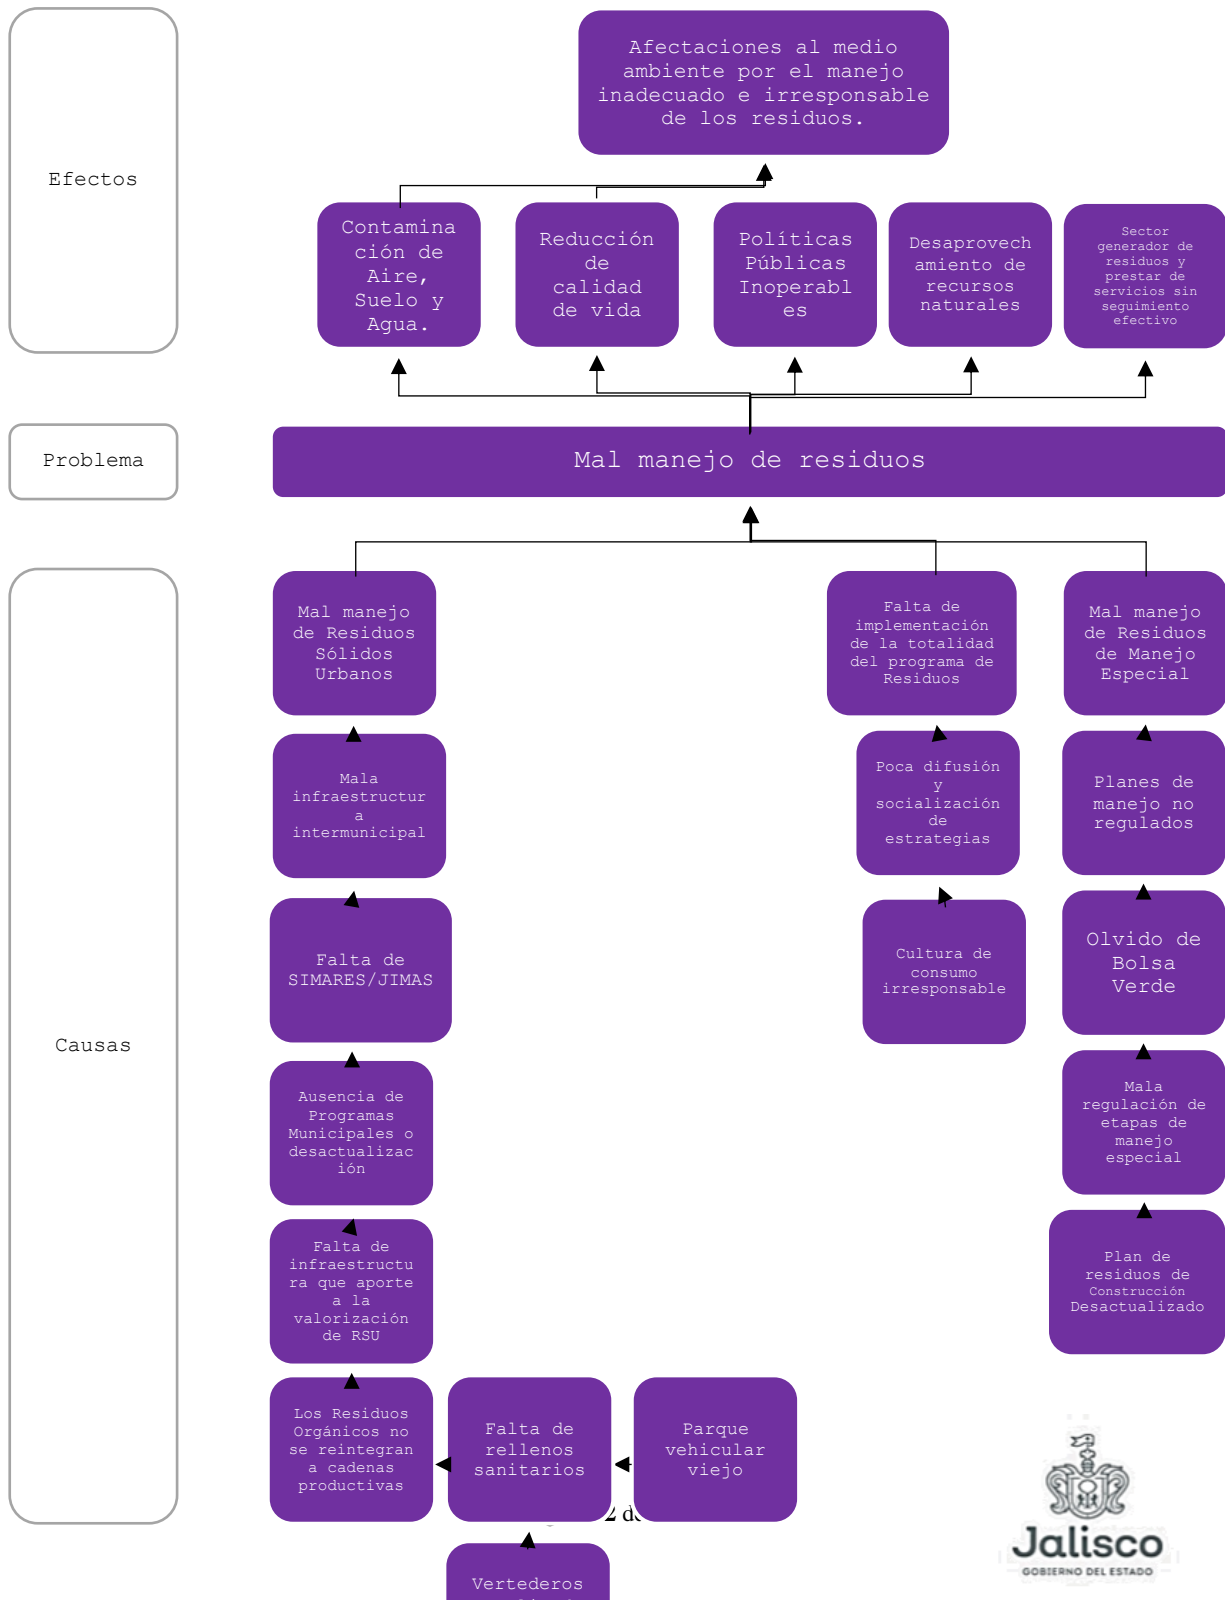 Efectos
Afectaciones al medio
ambiente por el manejo
inadecuado e irresponsable
de los residuos.
Contamina
ción de
Aire,
Suelo y
Agua.
Reducción
de
calidad
de vida
Políticas
Públicas
Inoperabl
es
Desaprovech
amiento de
recursos
naturales
Sector
generador de
residuos y
prestar de
servicios sin
seguimiento
efectivo
Problema
Mal manejo de residuos
Causas
Mal manejo
de Residuos
Sólidos
Urbanos
Falta de
implementación
de la totalidad
del programa de
Residuos
Mal manejo
de Residuos
de Manejo
Especial
Mala
infraestructur
a
intermunicipal
Poca difusión
y
socialización
de
estrategias
Planes de
manejo no
regulados
Falta de
SIMARES/JIMAS
Cultura de
consumo
irresponsable
Olvido de
Bolsa
Verde
Ausencia de
Programas
Municipales o
desactualizac
ión
Mala
regulación de
etapas de
manejo
especial
Falta de
infraestructu
ra que aporte
a la
valorización
de RSU
Plan de
residuos de
Construcción
Desactualizado
Los Residuos
Orgánicos no
se reintegran
a cadenas
productivas
Falta de
rellenos
sanitarios
Parque
vehicular
viejo
2 de
Vertederos
Jalisco
GOBIERNO DEL ESTADO